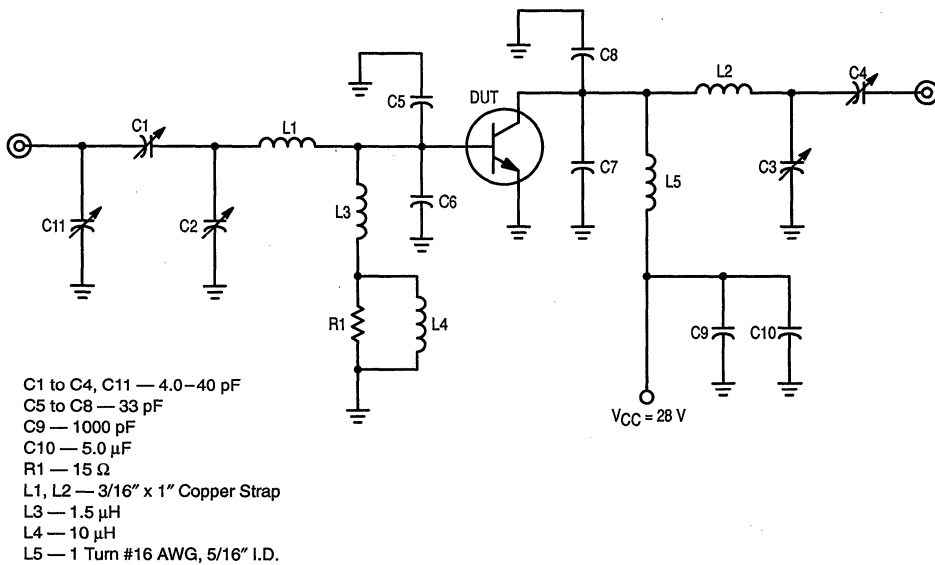 C8
L2
C4
C5
DUT
C1
L1
C3
C7
L5
C6
L3
C11
C2
R1
L4
C9
C10
VCC = 28 V
C1 to C4, C11 — 4.0–40 pF
C5 to C8 — 33 pF
C9 — 1000 pF
C10 — 5.0 μF
R1 — 15 Ω
L1, L2 — 3/16″ x 1″ Copper Strap
L3 — 1.5 μH
L4 — 10 μH
L5 — 1 Turn #16 AWG, 5/16″ I.D.